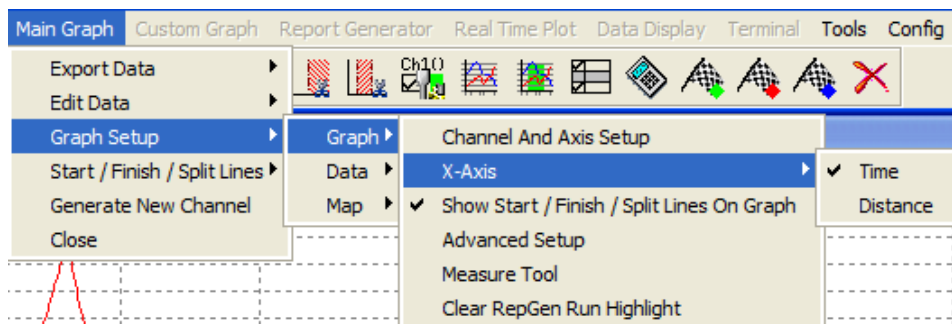 Main Graph Custom Graph Report Generator Real Time Plot Data Display Terminal Tools Config
Export Data
Ch1()
Edit Data
Graph Setup Graph Channel And Axis Setup
Start / Finish / Split Lines Data X-Axis Time
Generate New Channel Map Show Start / Finish / Split Lines On Graph Distance
Close Advanced Setup
Measure Tool
Clear RepGen Run Highlight